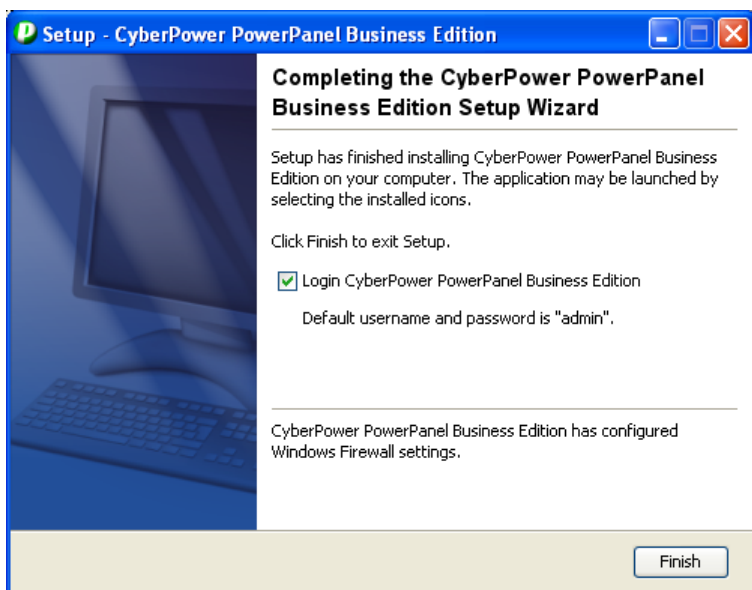 Setup - CyberPower PowerPanel Business Edition
Completing the CyberPower PowerPanel
Business Edition Setup Wizard
Setup has finished installing CyberPower PowerPanel Business
Edition on your computer. The application may be launched by
selecting the installed icons.
Click Finish to exit Setup.
Login CyberPower PowerPanel Business Edition
Default username and password is "admin".
CyberPower PowerPanel Business Edition has configured
Windows Firewall settings.
Finish